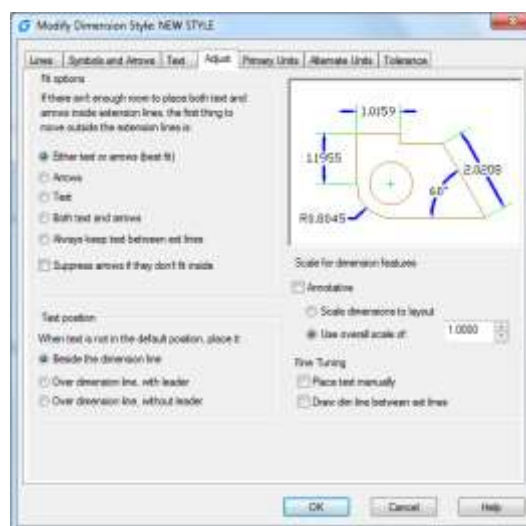 Modify Dimension Style: NEW STYLE
Lines Symbols and Arrows Text Adjust Primary Units Alternate Units Tolerance
Fit options
If there isn't enough room to place both text and
arrows inside extension lines, the first thing to
move outside the extension lines is:
Either text or arrows (best fit)
Arrows
Text
Both text and arrows
Always keep text between ext lines
Suppress arrows if they don't fit inside
Text position
When text is not in the default position, place it:
Beside the dimension line
Over dimension line, with leader
Over dimension line, without leader
1.0159
1.1955
2.0208
60°
R0.8045
Scale for dimension features
Annotative
Scale dimensions to layout
Use overall scale of: 1.0000
Fine Tuning
Place text manually
Draw dim line between ext lines
OK Cancel Help